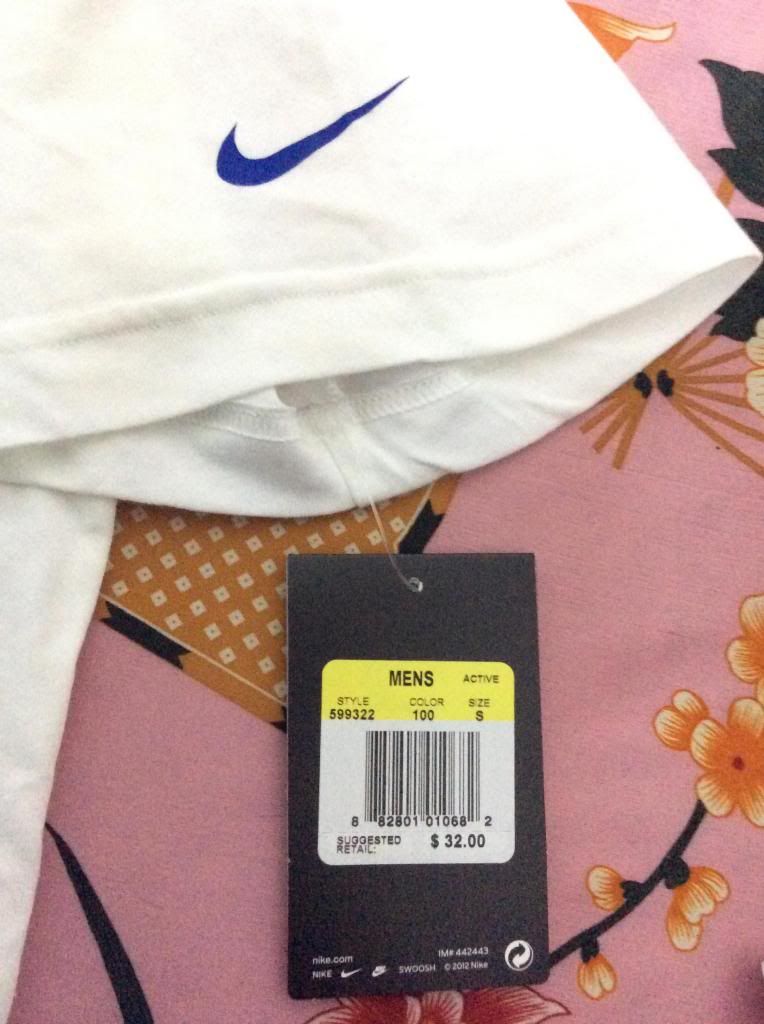 MENS ACTIVE
STYLE COLOR SIZE
599322 100 S
8 82801 01068 2
SUGGESTED
RETAIL: $ 32.00
nike.com IM# 442443
NIKE SWOOSH © 2012 Nike